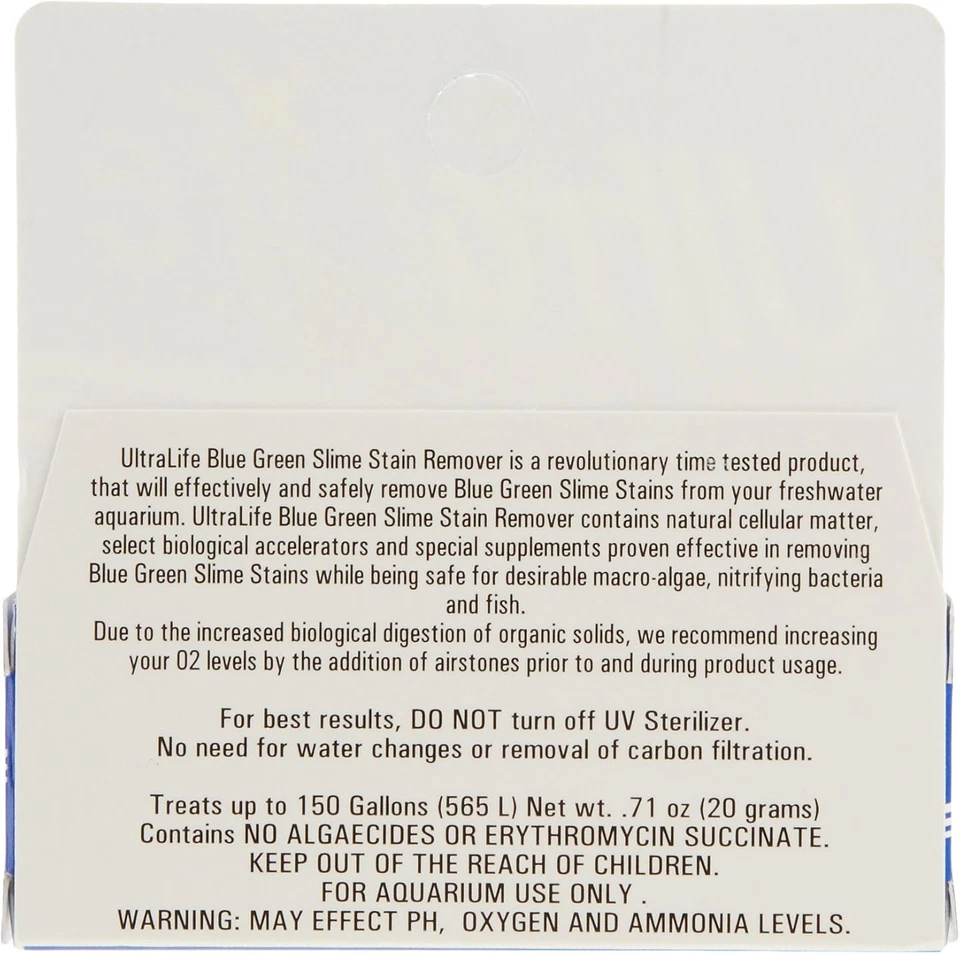 UltraLife Blue Green Slime Stain Remover is a revolutionary time tested product,
that will effectively and safely remove Blue Green Slime Stains from your freshwater
aquarium. UltraLife Blue Green Slime Stain Remover contains natural cellular matter,
select biological accelerators and special supplements proven effective in removing
Blue Green Slime Stains while being safe for desirable macro-algae, nitrifying bacteria
and fish.
Due to the increased biological digestion of organic solids, we recommend increasing
your O2 levels by the addition of airstones prior to and during product usage.
For best results, DO NOT turn off UV Sterilizer.
No need for water changes or removal of carbon filtration.
Treats up to 150 Gallons (565 L) Net wt. .71 oz (20 grams)
Contains NO ALGAECIDES OR ERYTHROMYCIN SUCCINATE.
KEEP OUT OF THE REACH OF CHILDREN.
FOR AQUARIUM USE ONLY .
WARNING: MAY EFFECT PH, OXYGEN AND AMMONIA LEVELS.